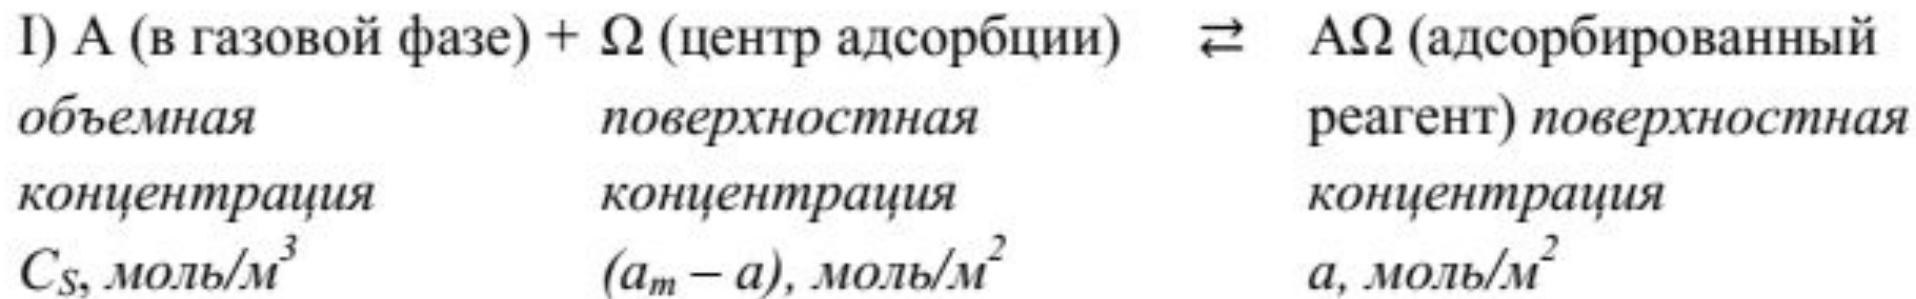 I) А (в газовой фазе) + Ω (центр адсорбции) ⇄ АΩ (адсорбированный
объемная поверхностная реагент) поверхностная
концентрация концентрация концентрация
C_S, моль/м³ (a_m – a), моль/м² a, моль/м²